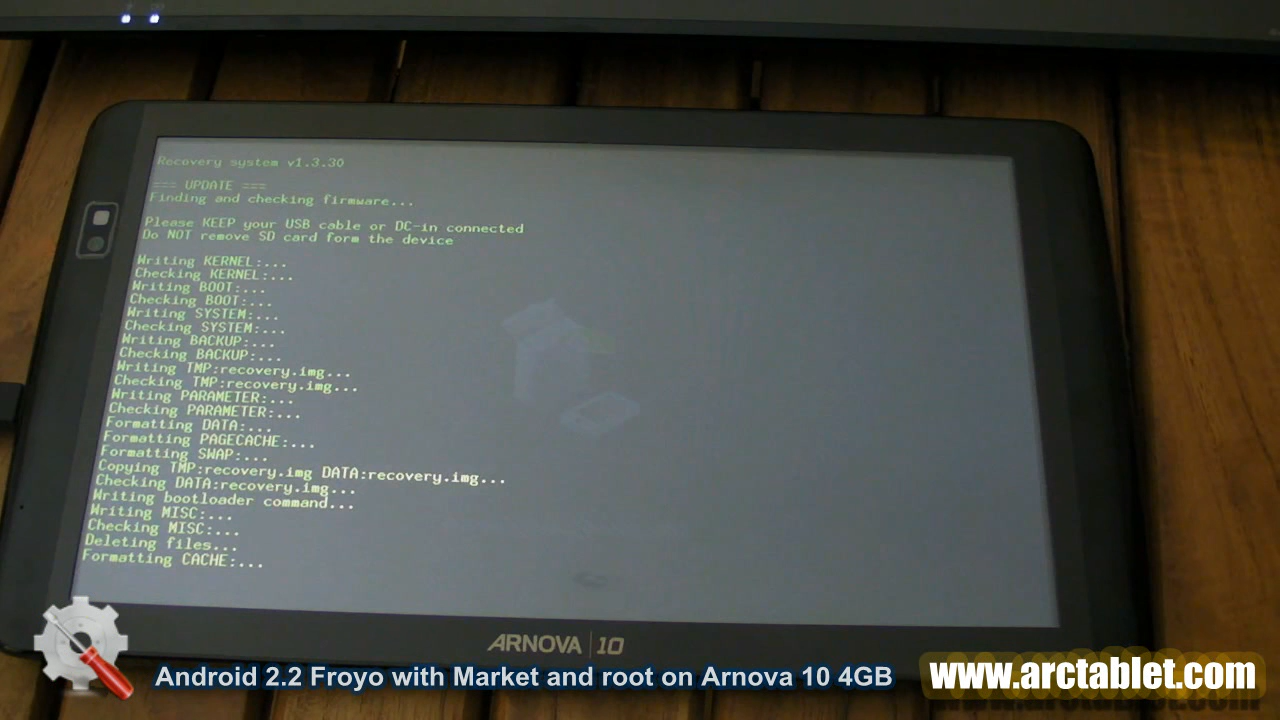 Recovery system v1.3.30
=== UPDATE ===
Finding and checking firmware...
Please KEEP your USB cable or DC-in connected
Do NOT remove SD card form the device
Writing KERNEL:...
Checking KERNEL:...
Writing BOOT:...
Checking BOOT:...
Writing SYSTEM:...
Checking SYSTEM:...
Writing BACKUP:...
Checking BACKUP:...
Writing TMP:recovery.img...
Checking TMP:recovery.img...
Writing PARAMETER:...
Checking PARAMETER:...
Formatting DATA:...
Formatting PAGECACHE:...
Formatting SWAP:...
Copying TMP:recovery.img DATA:recovery.img...
Checking DATA:recovery.img...
Writing bootloader command...
Writing MISC:...
Checking MISC:...
Deleting files...
Formatting CACHE:...
ARNOVA 10
Android 2.2 Froyo with Market and root on Arnova 10 4GB
www.arctablet.com